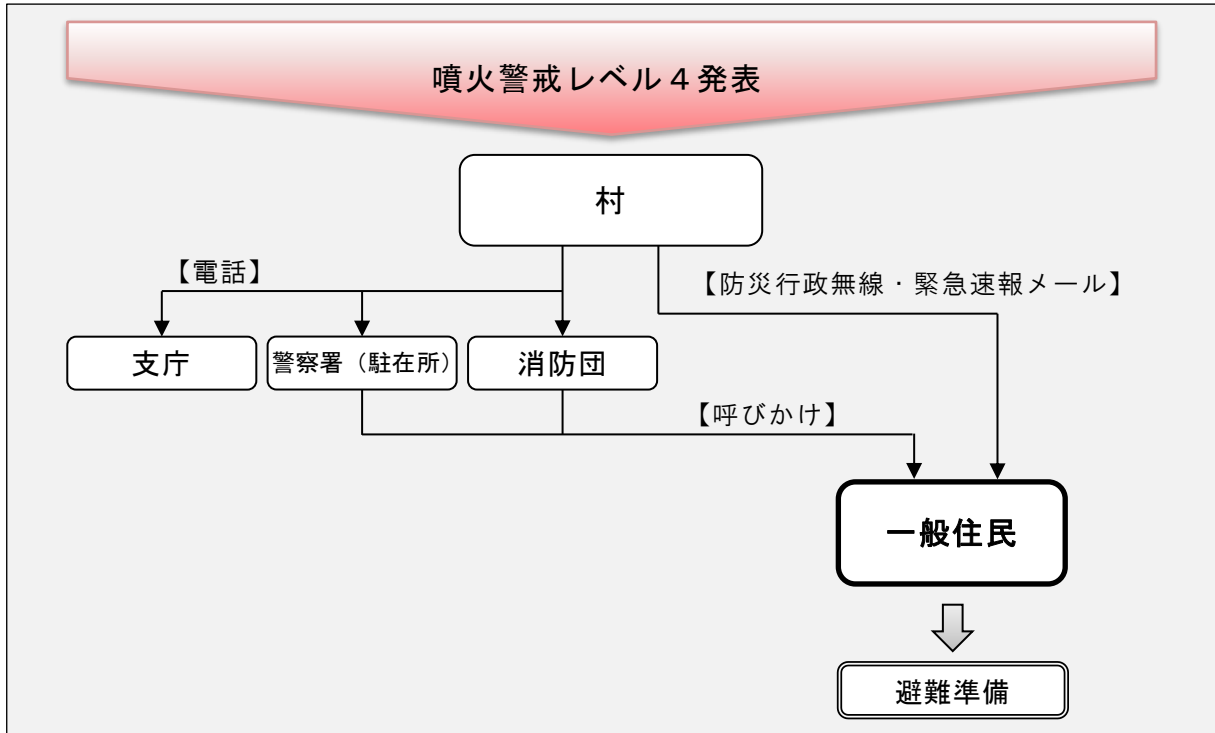 噴火警戒レベル４発表
村
【電話】
【防災行政無線・緊急速報メール】
支庁
警察署（駐在所）
消防団
【呼びかけ】
一般住民
避難準備